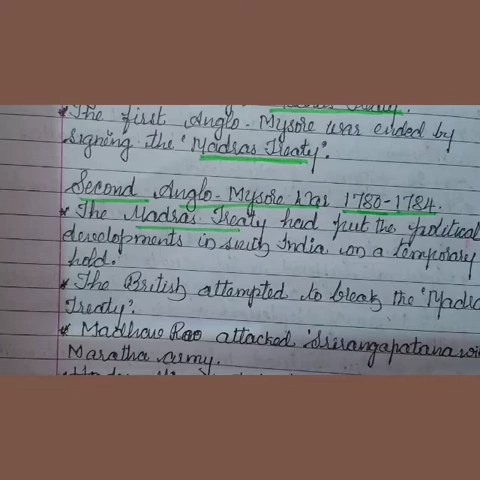 Treaty.
* The first Anglo-Mysore war ended by
signing the 'Madras Treaty'.
Second Anglo-Mysore War 1780-1784.
* The Madras Treaty had put the political
developments in south India on a temporary
hold.
* The British attempted to break the 'Madra
Treaty'.
* Madhav Rao attacked 'Srirangapatana wi
Maratha army.